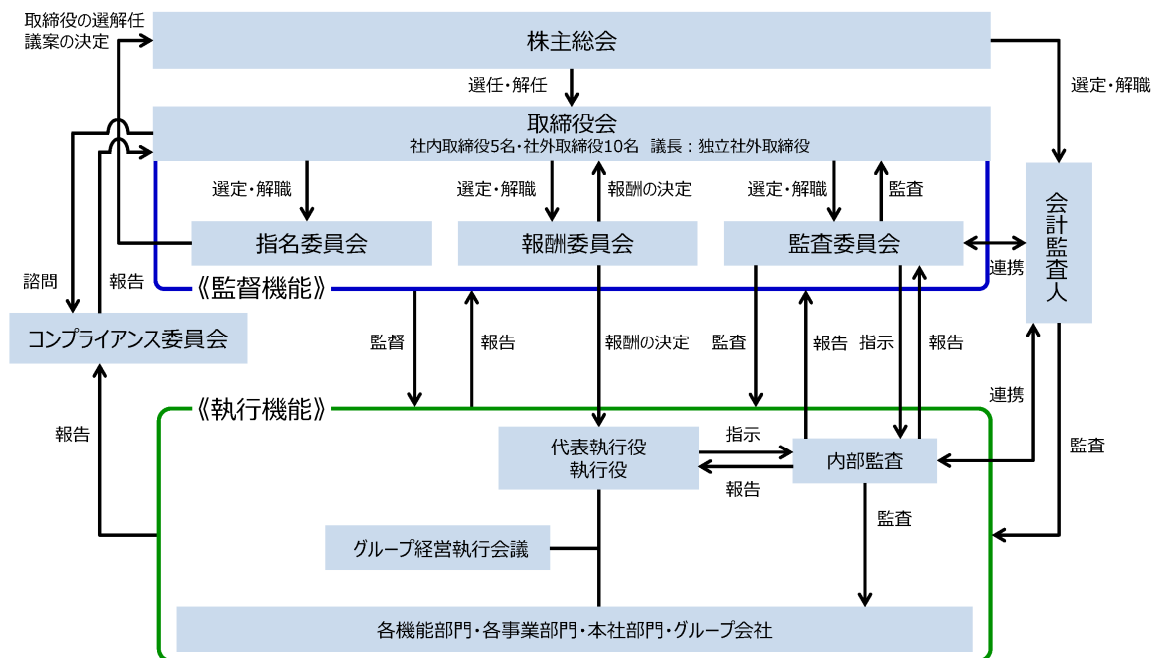 取締役の選解任
議案の決定
株主総会
選任・解任
選定・解職
取締役会
社内取締役5名・社外取締役10名　議長：独立社外取締役
選定・解職
選定・解職
報酬の決定
選定・解職
監査
指名委員会
報酬委員会
監査委員会
会計監査人
連携
諮問
報告
《監督機能》
コンプライアンス委員会
監督
報告
報酬の決定
監査
報告
指示
報告
連携
《執行機能》
報告
代表執行役
執行役
指示
報告
内部監査
監査
監査
グループ経営執行会議
各機能部門・各事業部門・本社部門・グループ会社